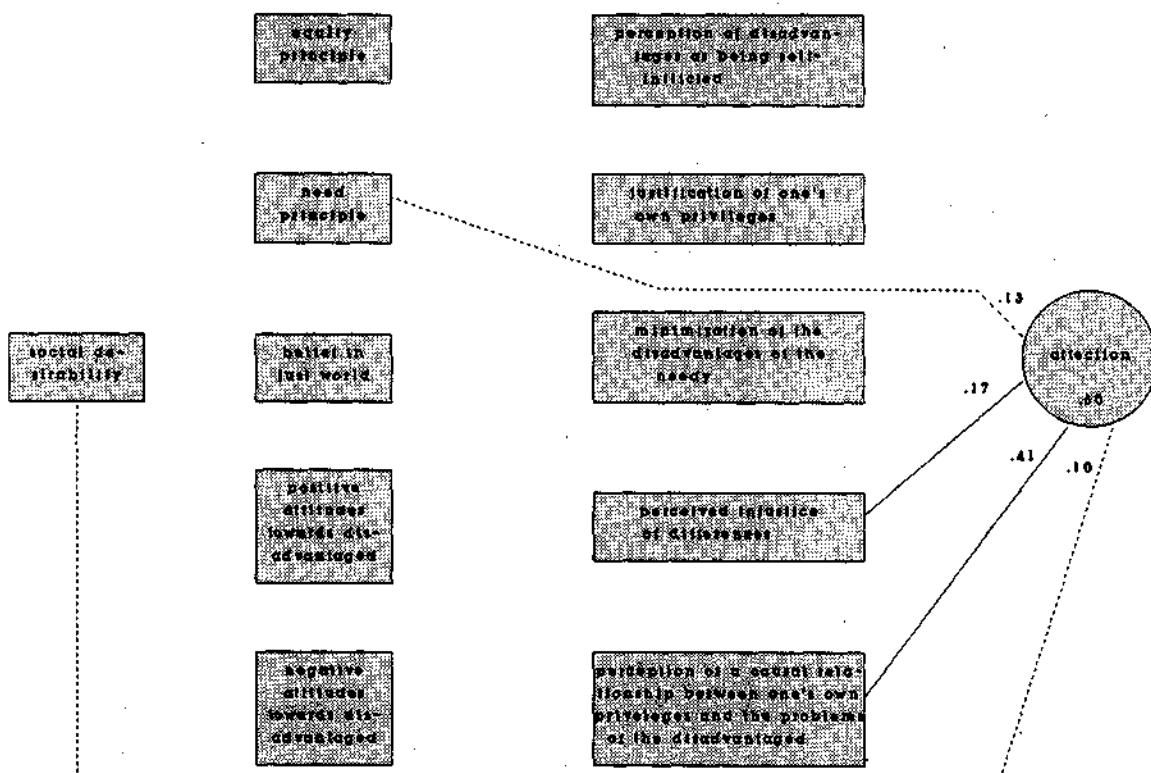 equity
principle
perception of disadvan-
tages as being self-
inflicted
need
principle
justification of one's
own privileges
.13
social de-
sirability
belief in
just world
minimization of the
disadvantages of the
needy
affection
.17
.41
.10
positive
attitudes
towards dis-
advantaged
perceived injustice
of differences
negative
attitudes
towards dis-
advantaged
perception of a causal rela-
tionship between one's own
priveleges and the problems
of the disadvantaged